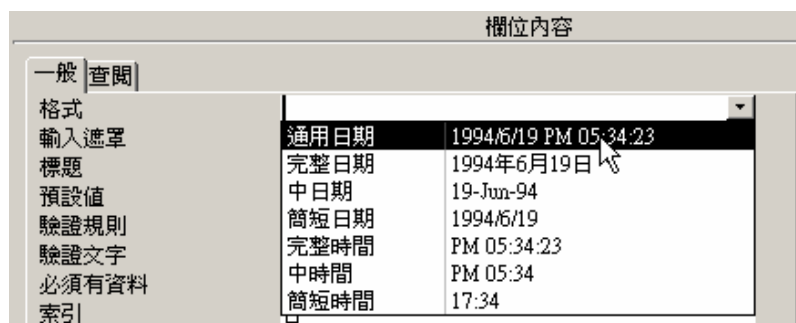 欄位內容
一般 查閱
格式
輸入遮罩 通用日期 1994/6/19 PM 05:34:23
標題 完整日期 1994年6月19日
預設值 中日期 19-Jun-94
驗證規則 簡短日期 1994/6/19
驗證文字 完整時間 PM 05:34:23
必須有資料 中時間 PM 05:34
索引 簡短時間 17:34